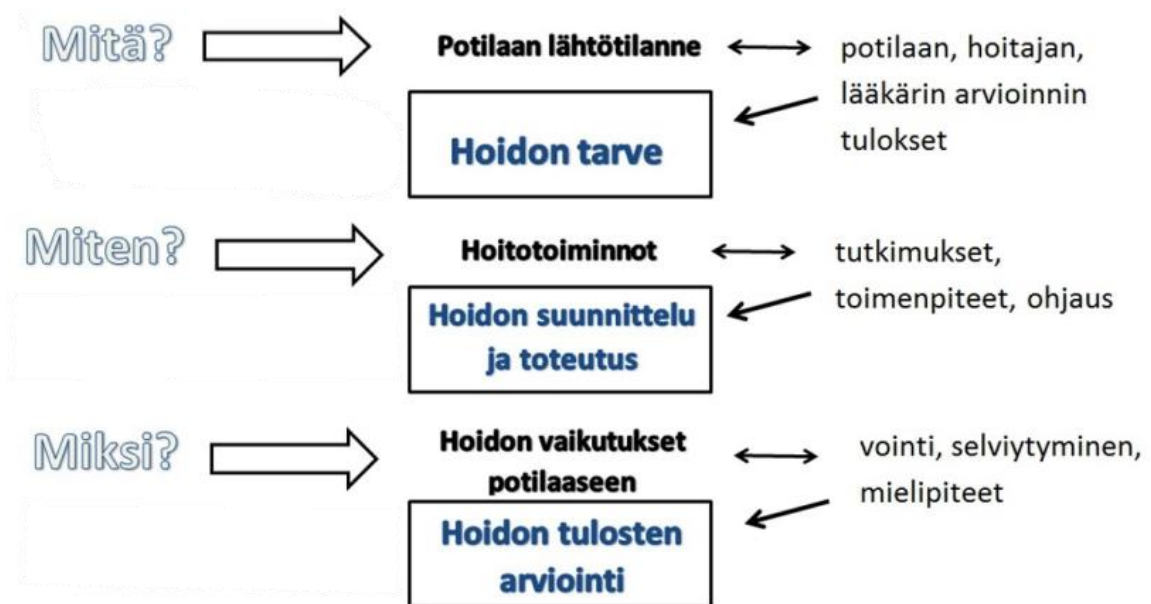 Mitä?
Potilaan lähtötilanne
potilaan, hoitajan,
lääkärin arvioinnin
tulokset
Hoidon tarve
Miten?
Hoitotoiminnot
tutkimukset,
toimenpiteet, ohjaus
Hoidon suunnittelu
ja toteutus
Miksi?
Hoidon vaikutukset
potilaaseen
vointi, selviytyminen,
mielipiteet
Hoidon tulosten
arviointi